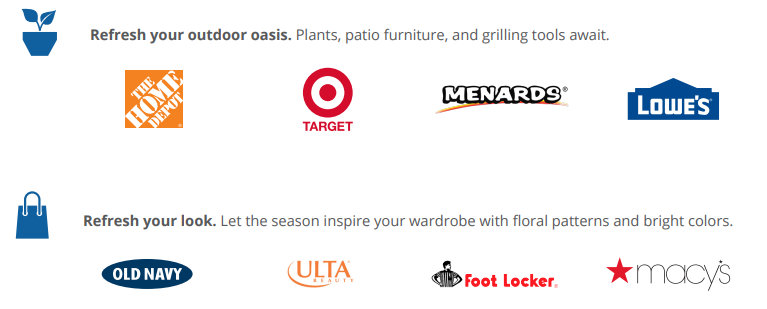 Refresh your outdoor oasis. Plants, patio furniture, and grilling tools await.
THE
HOME
DEPOT
TARGET
MENARDS®
LOWE'S
Refresh your look. Let the season inspire your wardrobe with floral patterns and bright colors.
OLD NAVY
ULTA
BEAUTY
Foot Locker
macy's